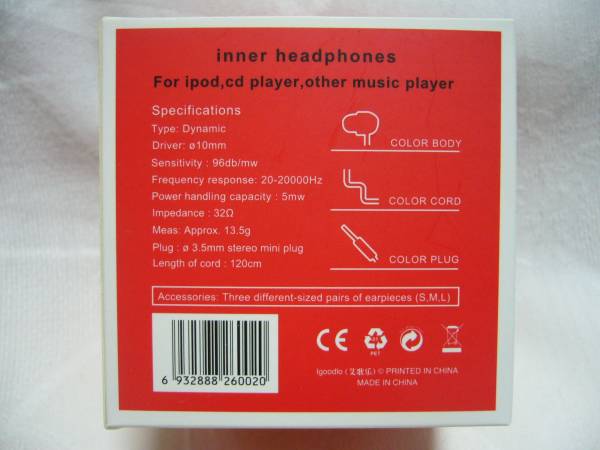 inner headphones
For ipod,cd player,other music player
Specifications
Type: Dynamic
Driver: ø10mm
Sensitivity : 96db/mw
Frequency response: 20-20000Hz
Power handling capacity : 5mw
Impedance : 32Ω
Meas: Approx. 13.5g
Plug : ø 3.5mm stereo mini plug
Length of cord : 120cm
COLOR BODY
COLOR CORD
COLOR PLUG
Accessories: Three different-sized pairs of earpieces (S,M,L)
6 932888 260020
CE
PET
Igoodlo (艾歌乐) © PRINTED IN CHINA
MADE IN CHINA